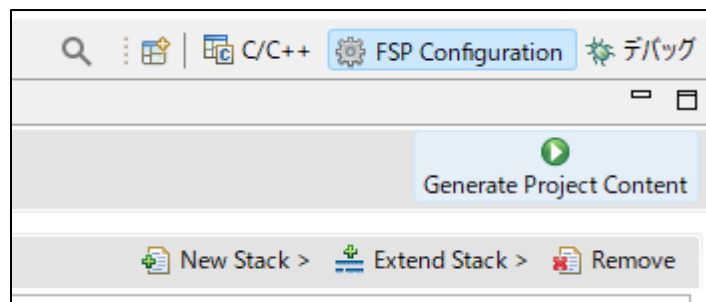 C/C++ FSP Configuration デバッグ
Generate Project Content
New Stack > Extend Stack > Remove